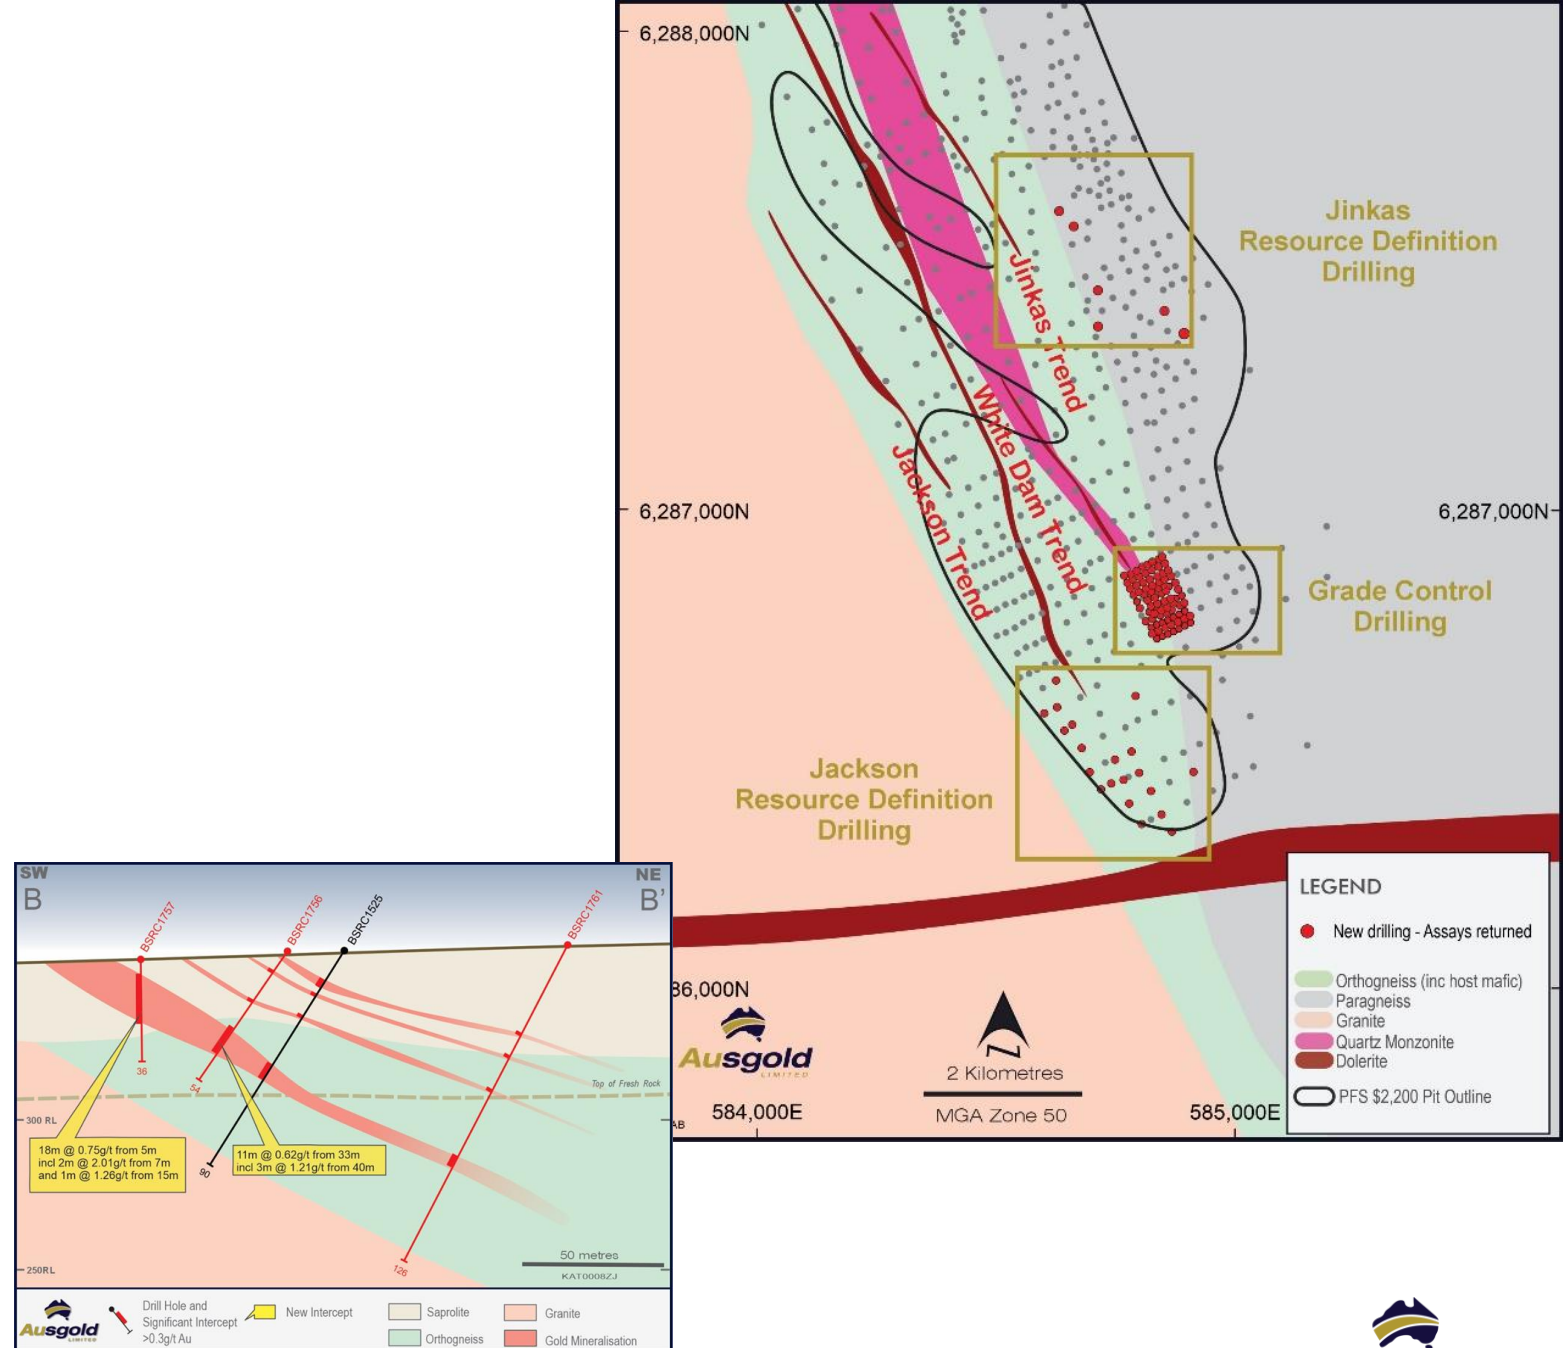 6,288,000N
Jinkas
Resource Definition
Drilling
Jinkas Trend
White Dam Trend
Jackson Trend
6,287,000N
6,287,000N
Grade Control
Drilling
Jackson
Resource Definition
Drilling
LEGEND
New drilling - Assays returned
Orthogneiss (inc host mafic)
Paragneiss
Granite
Quartz Monzonite
Dolerite
PFS $2,200 Pit Outline
86,000N
Ausgold
LIMITED
N
2 Kilometres
MGA Zone 50
584,000E
585,000E
AB
SW
NE
B
B'
BSRC1757
BSRC1756
BSRC1525
BSRC1761
36
54
90
126
Top of Fresh Rock
300 RL
18m @ 0.75g/t from 5m
incl 2m @ 2.01g/t from 7m
and 1m @ 1.26g/t from 15m
11m @ 0.62g/t from 33m
incl 3m @ 1.21g/t from 40m
250RL
50 metres
KAT0008ZJ
Ausgold
LIMITED
Drill Hole and
Significant Intercept
>0.3g/t Au
New Intercept
Saprolite
Orthogneiss
Granite
Gold Mineralisation